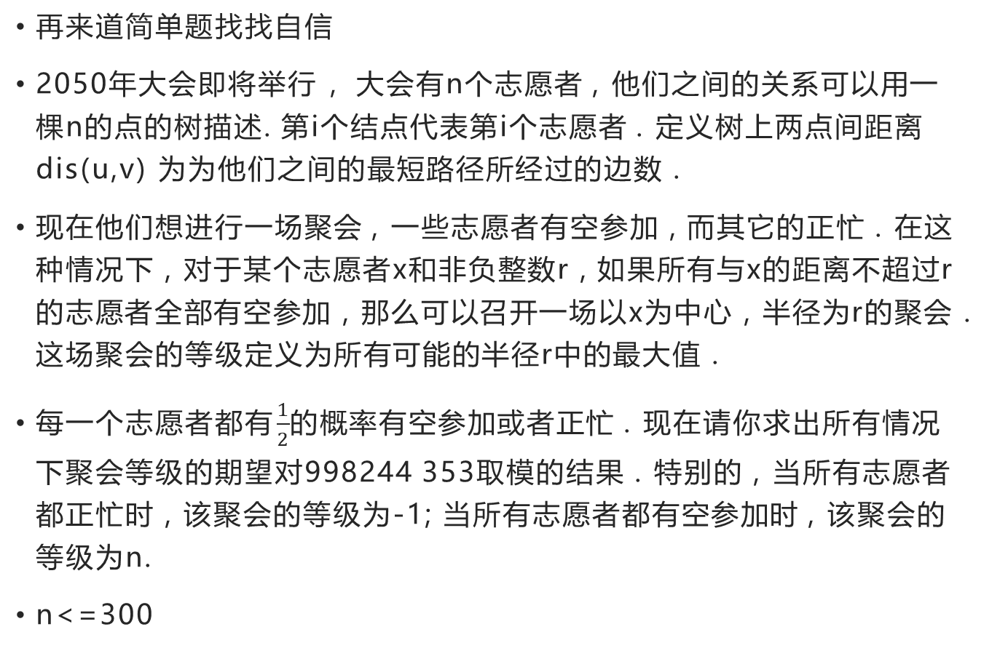 • 再来道简单题找找自信
• 2050年大会即将举行， 大会有n个志愿者，他们之间的关系可以用一
棵n的点的树描述. 第i个结点代表第i个志愿者．定义树上两点间距离
dis(u,v) 为为他们之间的最短路径所经过的边数．
• 现在他们想进行一场聚会，一些志愿者有空参加，而其它的正忙．在这
种情况下，对于某个志愿者x和非负整数r，如果所有与x的距离不超过r
的志愿者全部有空参加，那么可以召开一场以x为中心，半径为r的聚会．
这场聚会的等级定义为所有可能的半径r中的最大值．
• 每一个志愿者都有1/2的概率有空参加或者正忙．现在请你求出所有情况
下聚会等级的期望对998244 353取模的结果．特别的，当所有志愿者
都正忙时，该聚会的等级为-1; 当所有志愿者都有空参加时，该聚会的
等级为n.
• n<=300